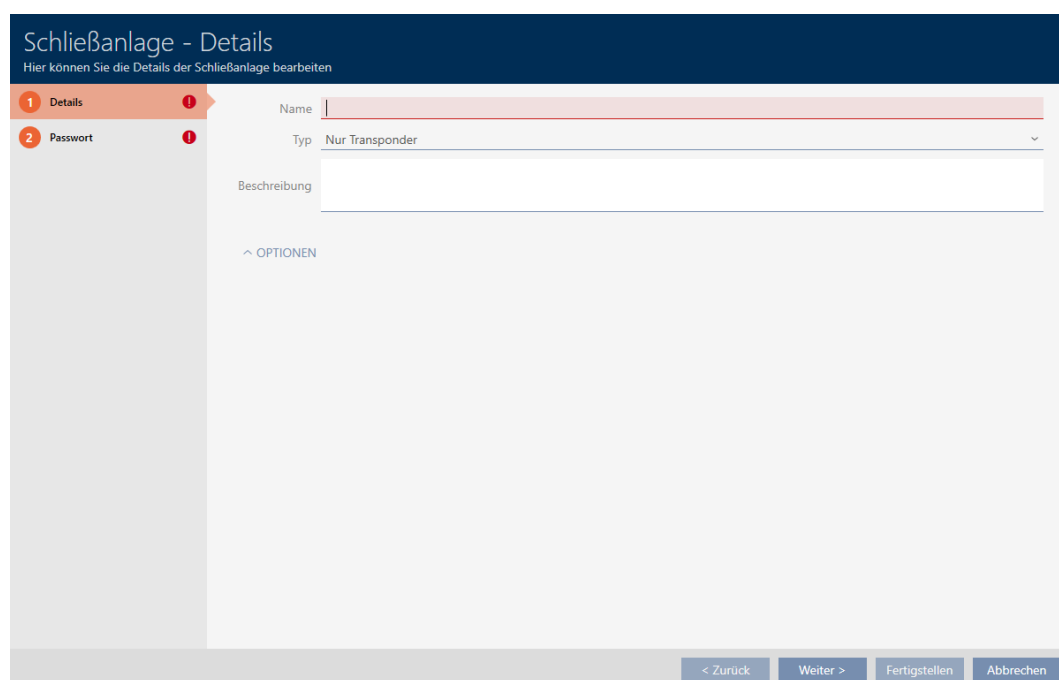 Schließanlage - Details
Hier können Sie die Details der Schließanlage bearbeiten
1 Details !
2 Passwort !
Name
Typ Nur Transponder
Beschreibung
OPTIONEN
< Zurück Weiter > Fertigstellen Abbrechen